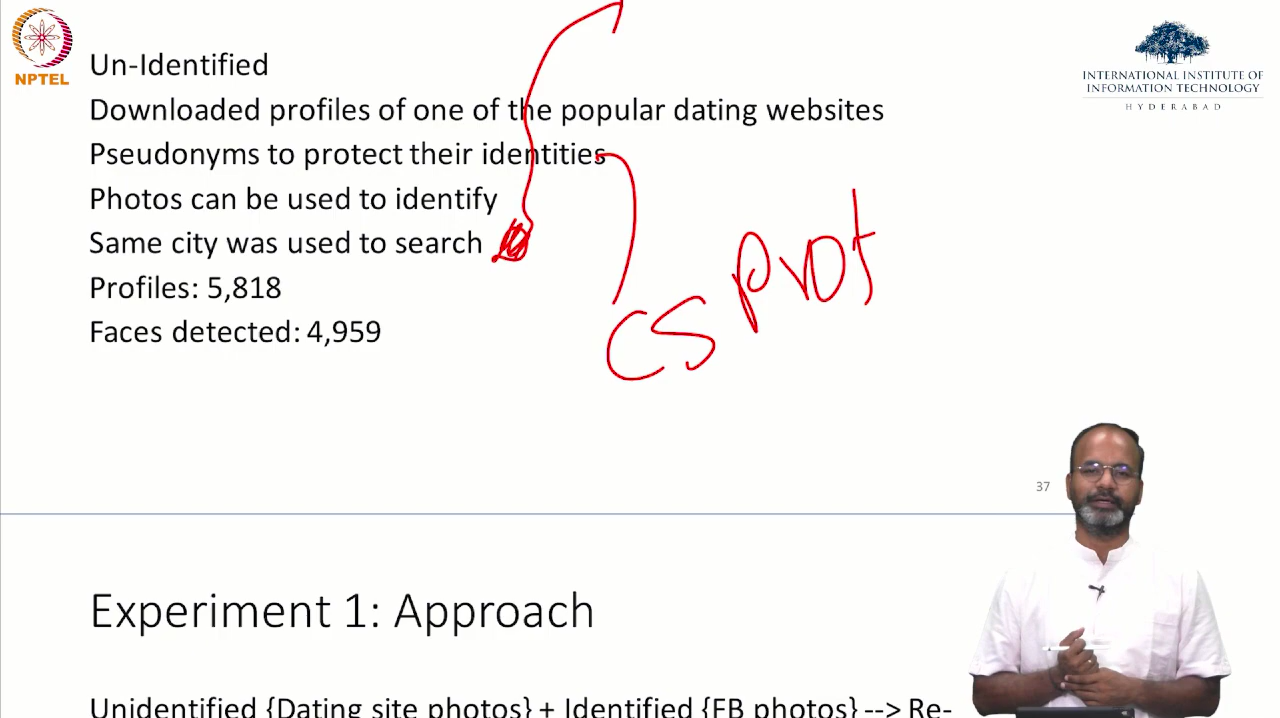 NPTEL
INTERNATIONAL INSTITUTE OF
INFORMATION TECHNOLOGY
HYDERABAD
Un-Identified
Downloaded profiles of one of the popular dating websites
Pseudonyms to protect their identities
Photos can be used to identify
Same city was used to search
Profiles: 5,818
Faces detected: 4,959
CS Prof
37
Experiment 1: Approach
Unidentified {Dating site photos} + Identified {FB photos} --> Re-